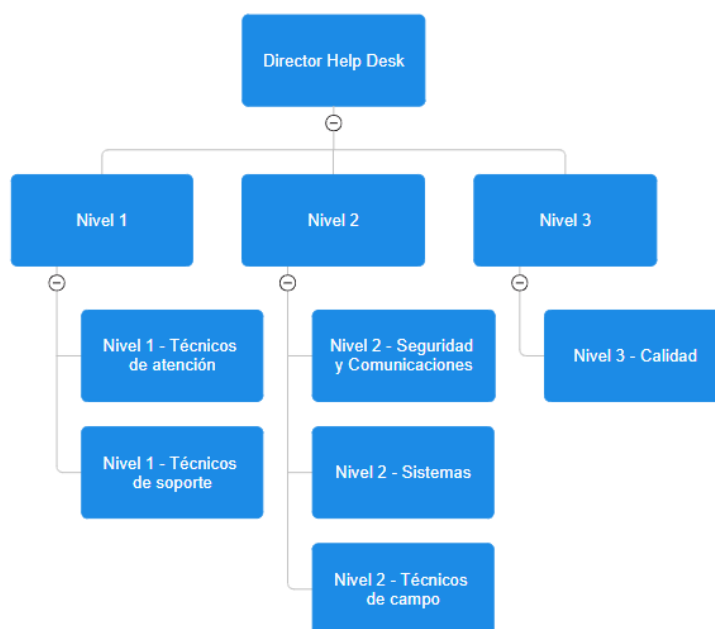 Director Help Desk
Nivel 1
Nivel 2
Nivel 3
Nivel 1 - Técnicos
de atención
Nivel 2 - Seguridad
y Comunicaciones
Nivel 3 - Calidad
Nivel 1 - Técnicos
de soporte
Nivel 2 - Sistemas
Nivel 2 - Técnicos
de campo